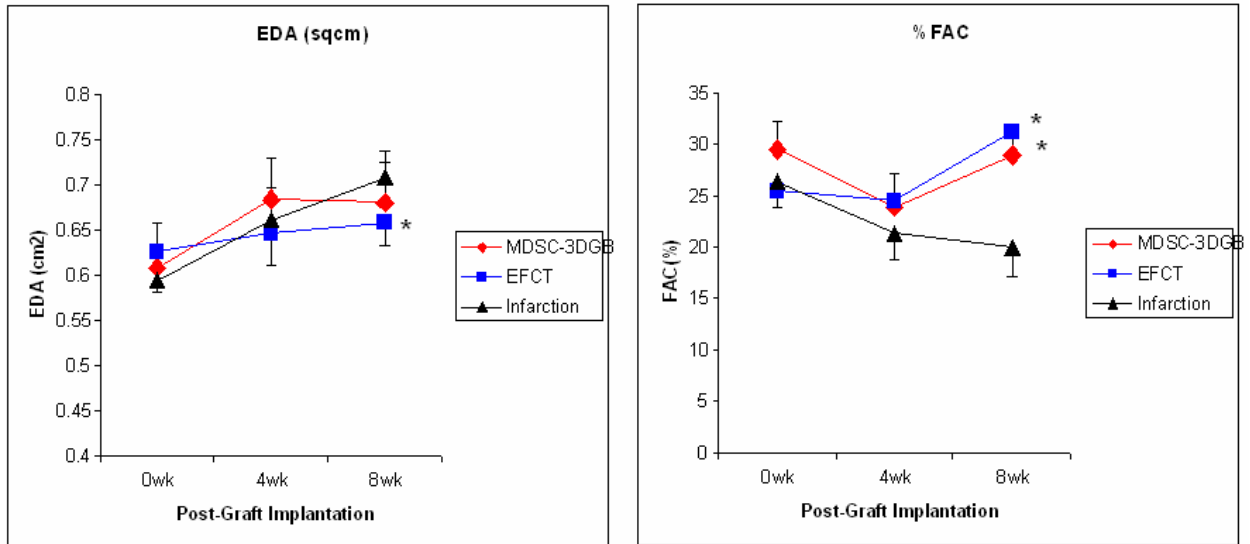 EDA (sqcm)
0.8
0.75
0.7
0.65
0.6
0.55
0.5
0.45
0.4
EDA (cm2)
*
0wk
4wk
8wk
Post-Graft Implantation
MDSC-3DGB
EFCT
Infarction
% FAC
35
30
25
20
15
10
5
0
FAC(%)
*
*
0wk
4wk
8wk
Post-Graft Implantation
MDSC-3DGB
EFCT
Infarction